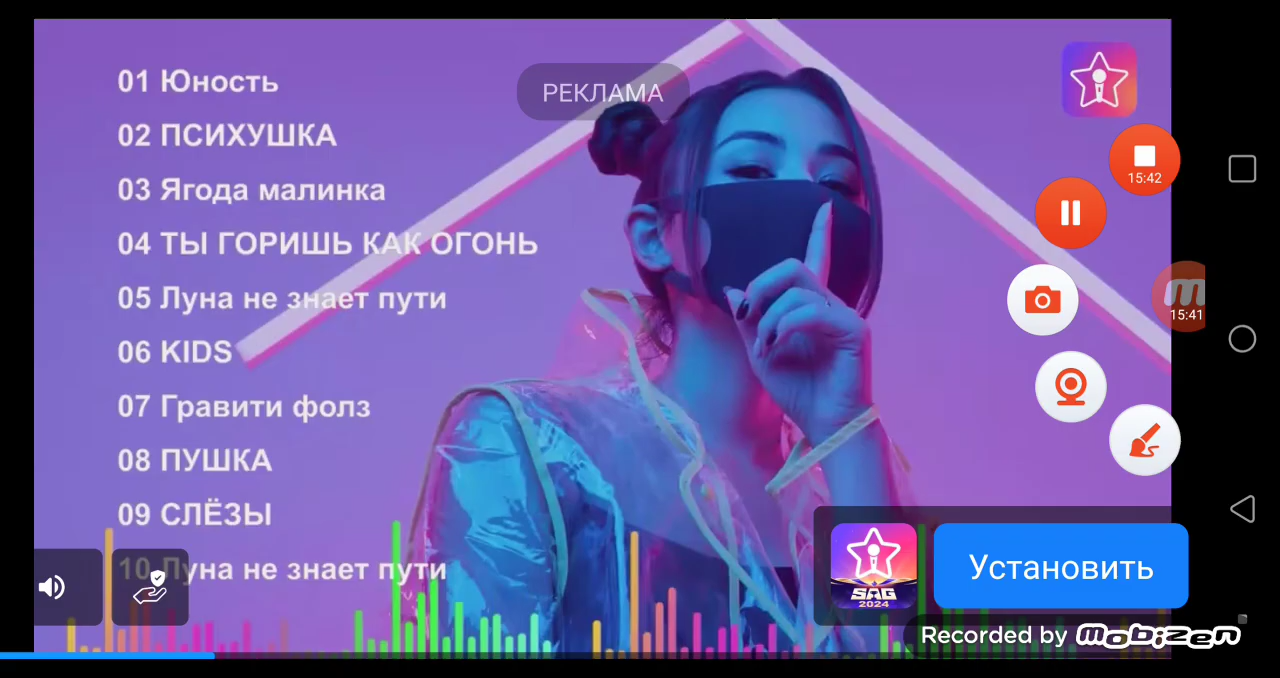 01 Юность
РЕКЛАМА
02 ПСИХУШКА
15:42
03 Ягода малинка
04 ТЫ ГОРИШЬ КАК ОГОНЬ
05 Луна не знает пути
15:41
06 KIDS
07 Гравити фолз
08 ПУШКА
09 СЛЁЗЫ
10 Луна не знает пути
Установить
SAG
2024
Recorded by Mobizen